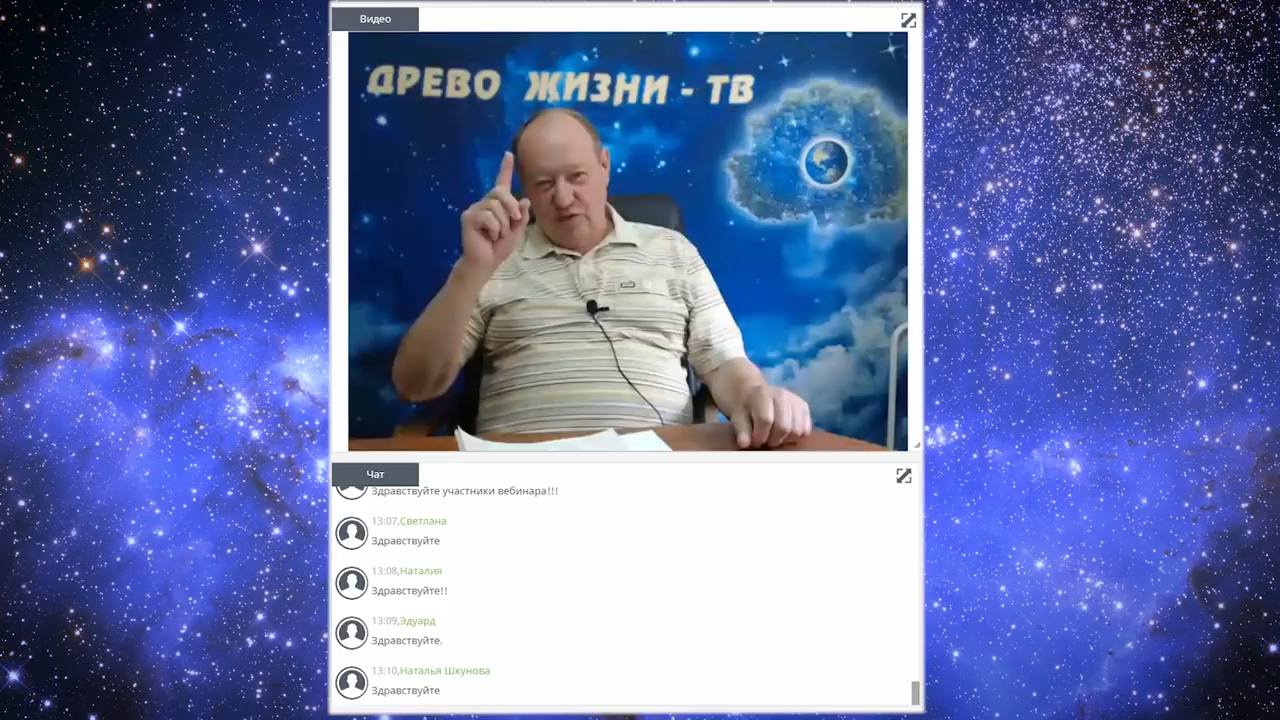 Видео
ДРЕВО ЖИЗНИ - ТВ
Чат
Здравствуйте участники вебинара!!!
13:07,Светлана
Здравствуйте
13:08,Наталия
Здравствуйте!!
13:09,Эдуард
Здравствуйте.
13:10,Наталья Шкунова
Здравствуйте